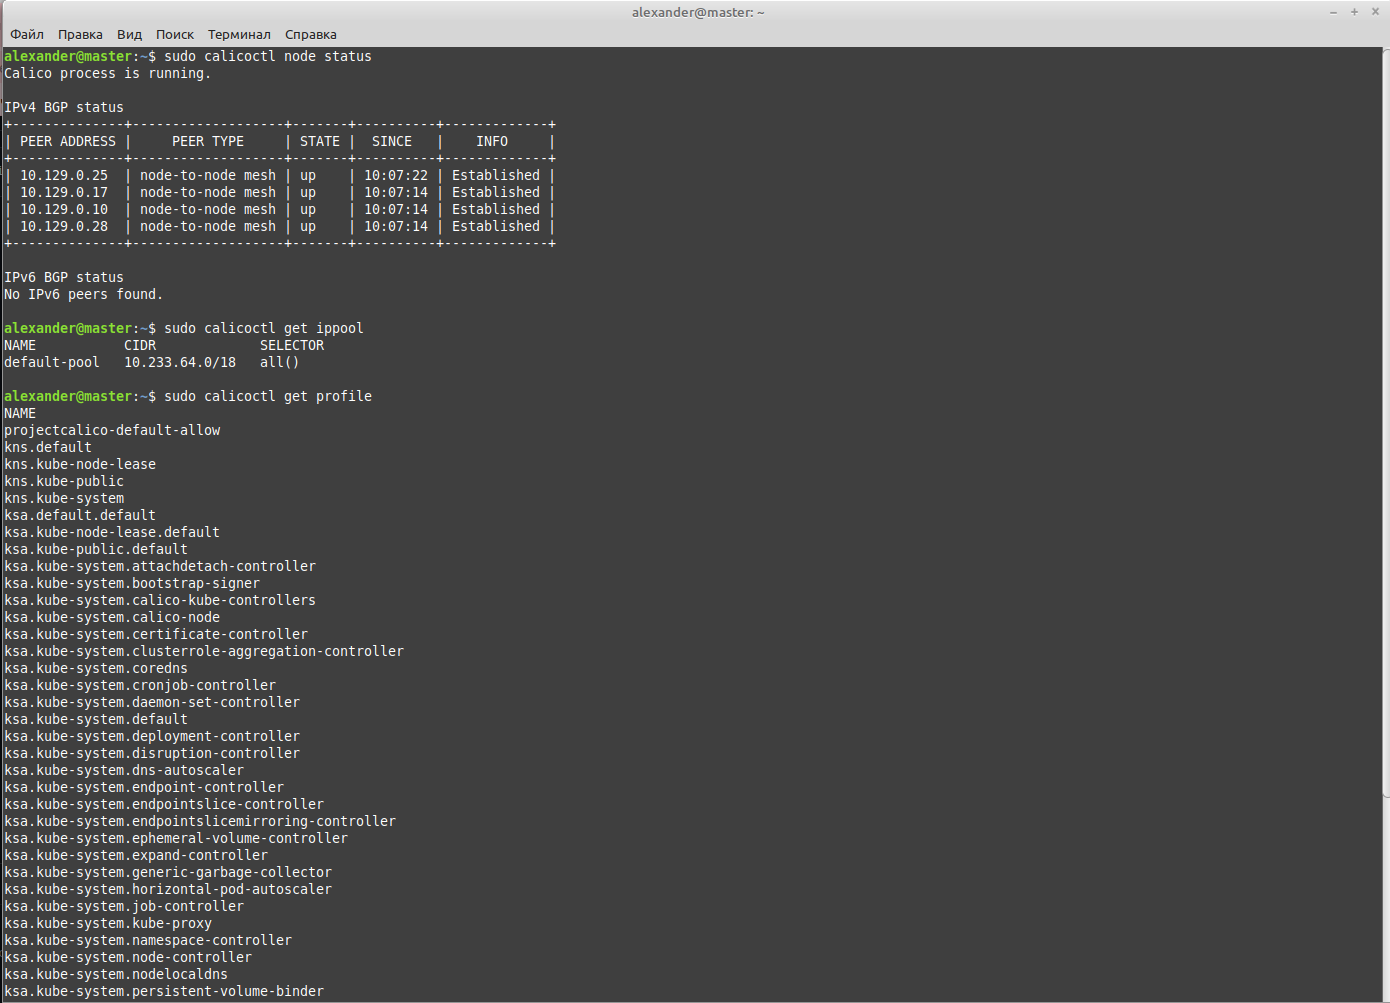 alexander@master: ~
Файл Правка Вид Поиск Терминал Справка
alexander@master:~$ sudo calicoctl node status
Calico process is running.
IPv4 BGP status
+--------------+-------------------+-------+----------+-------------+
| PEER ADDRESS |     PEER TYPE     | STATE |  SINCE   |    INFO     |
+--------------+-------------------+-------+----------+-------------+
| 10.129.0.25  | node-to-node mesh | up    | 10:07:22 | Established |
| 10.129.0.17  | node-to-node mesh | up    | 10:07:14 | Established |
| 10.129.0.10  | node-to-node mesh | up    | 10:07:14 | Established |
| 10.129.0.28  | node-to-node mesh | up    | 10:07:14 | Established |
+--------------+-------------------+-------+----------+-------------+
IPv6 BGP status
No IPv6 peers found.
alexander@master:~$ sudo calicoctl get ippool
NAME           CIDR             SELECTOR
default-pool   10.233.64.0/18   all()
alexander@master:~$ sudo calicoctl get profile
NAME
projectcalico-default-allow
kns.default
kns.kube-node-lease
kns.kube-public
kns.kube-system
ksa.default.default
ksa.kube-node-lease.default
ksa.kube-public.default
ksa.kube-system.attachdetach-controller
ksa.kube-system.bootstrap-signer
ksa.kube-system.calico-kube-controllers
ksa.kube-system.calico-node
ksa.kube-system.certificate-controller
ksa.kube-system.clusterrole-aggregation-controller
ksa.kube-system.coredns
ksa.kube-system.cronjob-controller
ksa.kube-system.daemon-set-controller
ksa.kube-system.default
ksa.kube-system.deployment-controller
ksa.kube-system.disruption-controller
ksa.kube-system.dns-autoscaler
ksa.kube-system.endpoint-controller
ksa.kube-system.endpointslice-controller
ksa.kube-system.endpointslicemirroring-controller
ksa.kube-system.ephemeral-volume-controller
ksa.kube-system.expand-controller
ksa.kube-system.generic-garbage-collector
ksa.kube-system.horizontal-pod-autoscaler
ksa.kube-system.job-controller
ksa.kube-system.kube-proxy
ksa.kube-system.namespace-controller
ksa.kube-system.node-controller
ksa.kube-system.nodelocaldns
ksa.kube-system.persistent-volume-binder